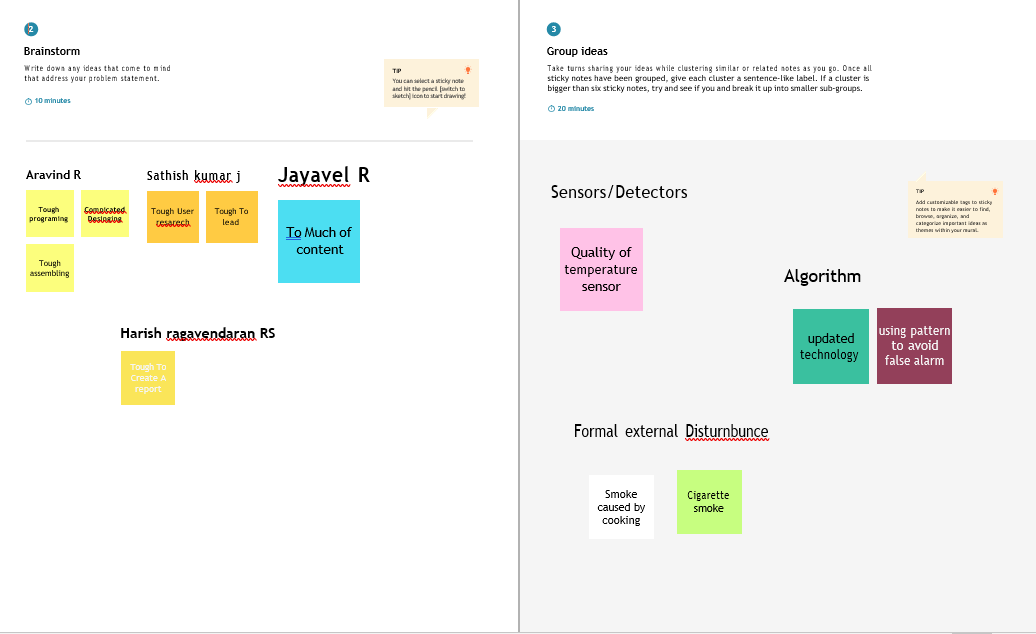 2
Brainstorm
Write down any ideas that come to mind
that address your problem statement.
10 minutes
TIP
You can select a sticky note
and hit the pencil [switch to
sketch] icon to start drawing!
Aravind R
Tough
programing
Compicated
Desinging
Tough
assembling
Sathish kumar j
Tough User
resarech
Tough To
lead
Jayavel R
To Much of
content
Harish ragavendaran RS
Tough To
Create A
report
3
Group ideas
Take turns sharing your ideas while clustering similar or related notes as you go. Once all
sticky notes have been grouped, give each cluster a sentence-like label. If a cluster is
bigger than six sticky notes, try and see if you and break it up into smaller sub-groups.
20 minutes
TIP
Add customizable tags to sticky
notes to make it easier to find,
browse, organize, and
categorize important ideas as
themes within your mural.
Sensors/Detectors
Quality of
temperature
sensor
Algorithm
updated
technology
using pattern
to avoid
false alarm
Formal external Disturnbunce
Smoke
caused by
cooking
Cigarette
smoke